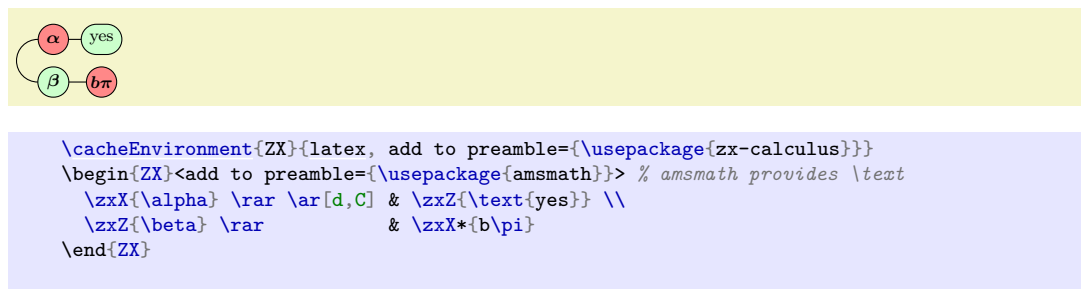 α yes
β bπ
\cacheEnvironment{ZX}{latex, add to preamble={\usepackage{zx-calculus}}}
\begin{ZX}<add to preamble={\usepackage{amsmath}}> % amsmath provides \text
  \zxX{\alpha} \rar \ar[d,C] & \zxZ{\text{yes}} \\
  \zxZ{\beta} \rar           & \zxX*{b\pi}
\end{ZX}